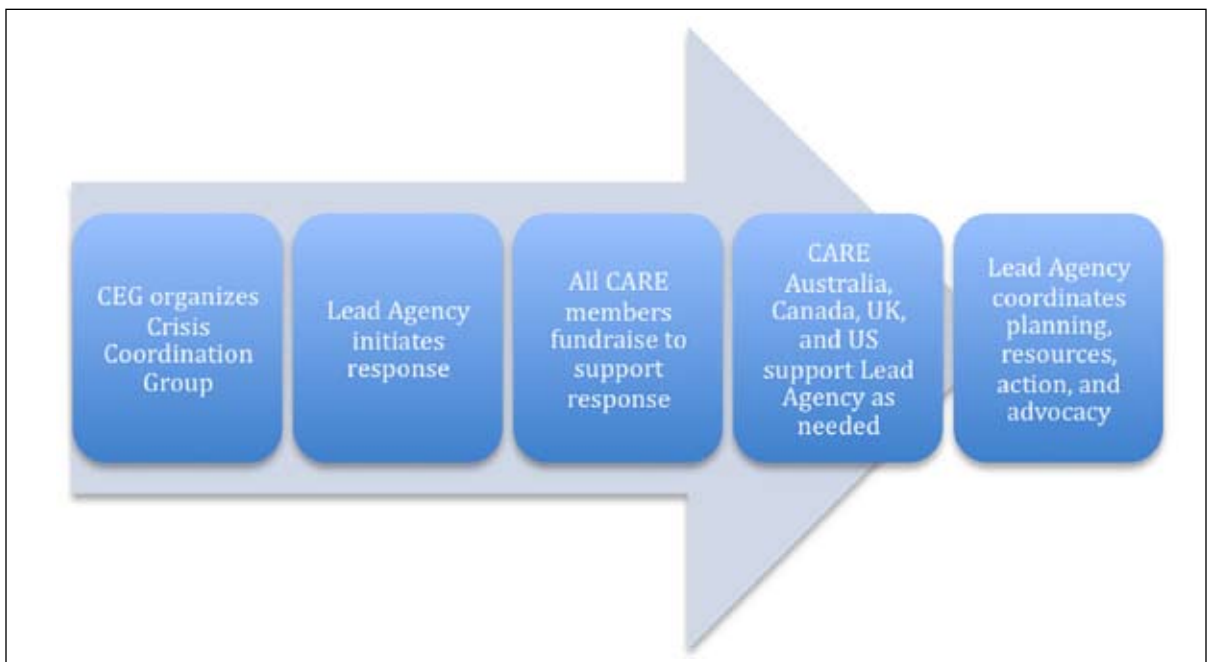 CEG organizes
Crisis
Coordination
Group
Lead Agency
initiates
response
All CARE
members
fundraise to
support
response
CARE
Australia,
Canada, UK,
and US
support Lead
Agency as
needed
Lead Agency
coordinates
planning,
resources,
action, and
advocacy